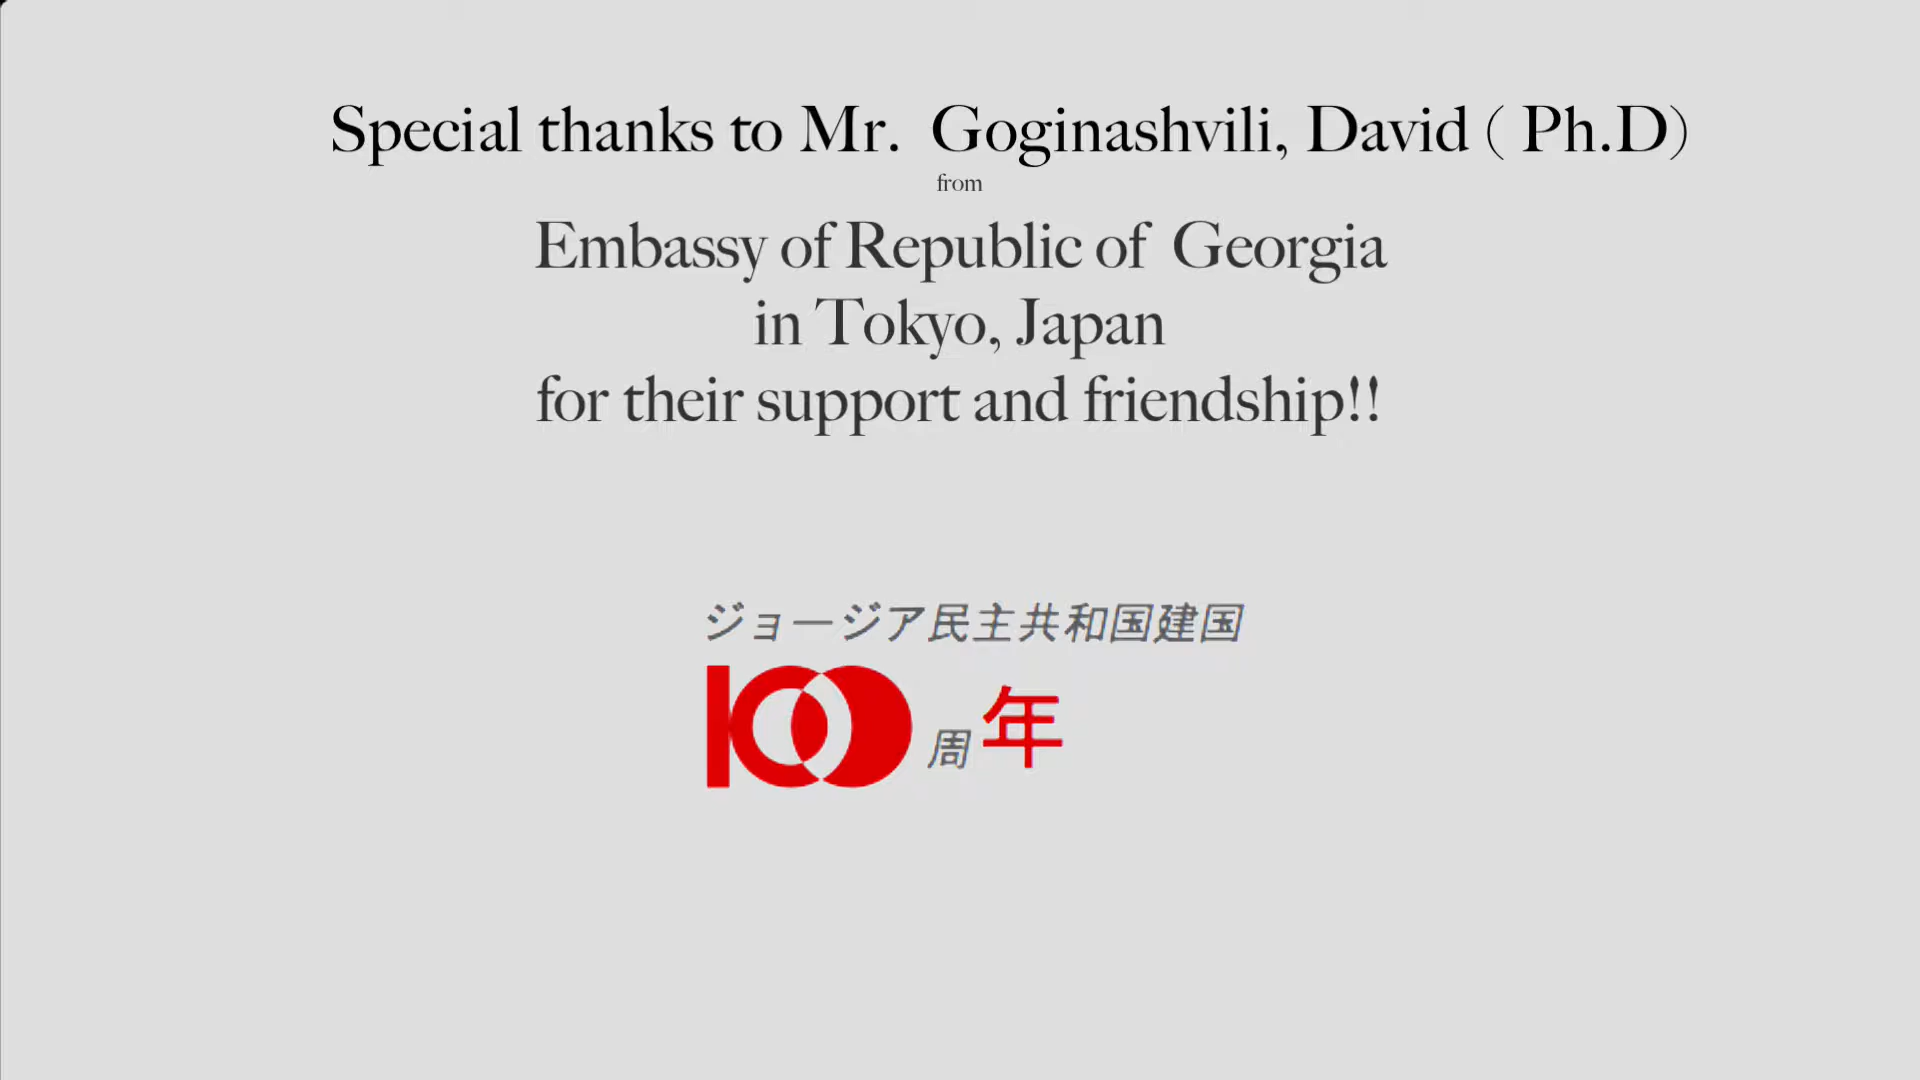 Special thanks to Mr. Goginashvili, David ( Ph.D)
from
Embassy of Republic of Georgia
in Tokyo, Japan
for their support and friendship!!
ジョージア民主共和国建国
100周年